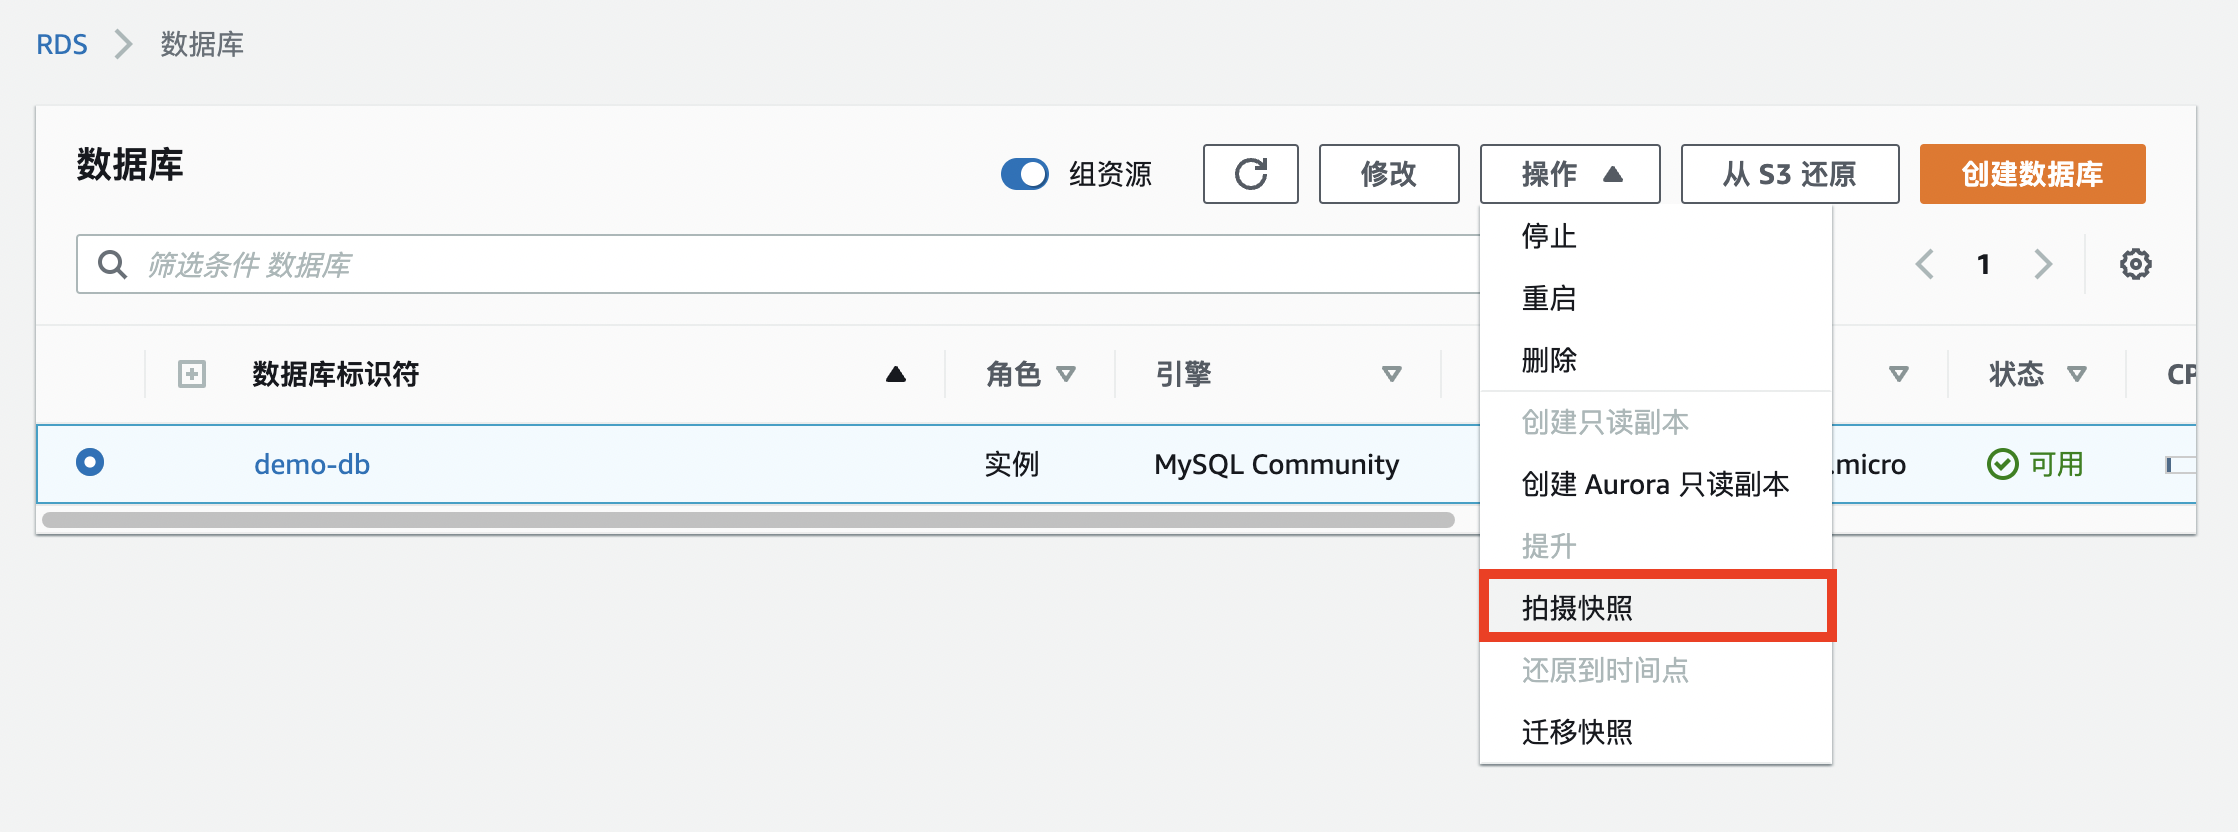 RDS 数据库
数据库
组资源 修改 操作 从 S3 还原 创建数据库
筛选条件 数据库
1
数据库标识符 角色 引擎 状态 CP
demo-db 实例 MySQL Community .micro 可用
停止
重启
删除
创建只读副本
创建 Aurora 只读副本
提升
拍摄快照
还原到时间点
迁移快照